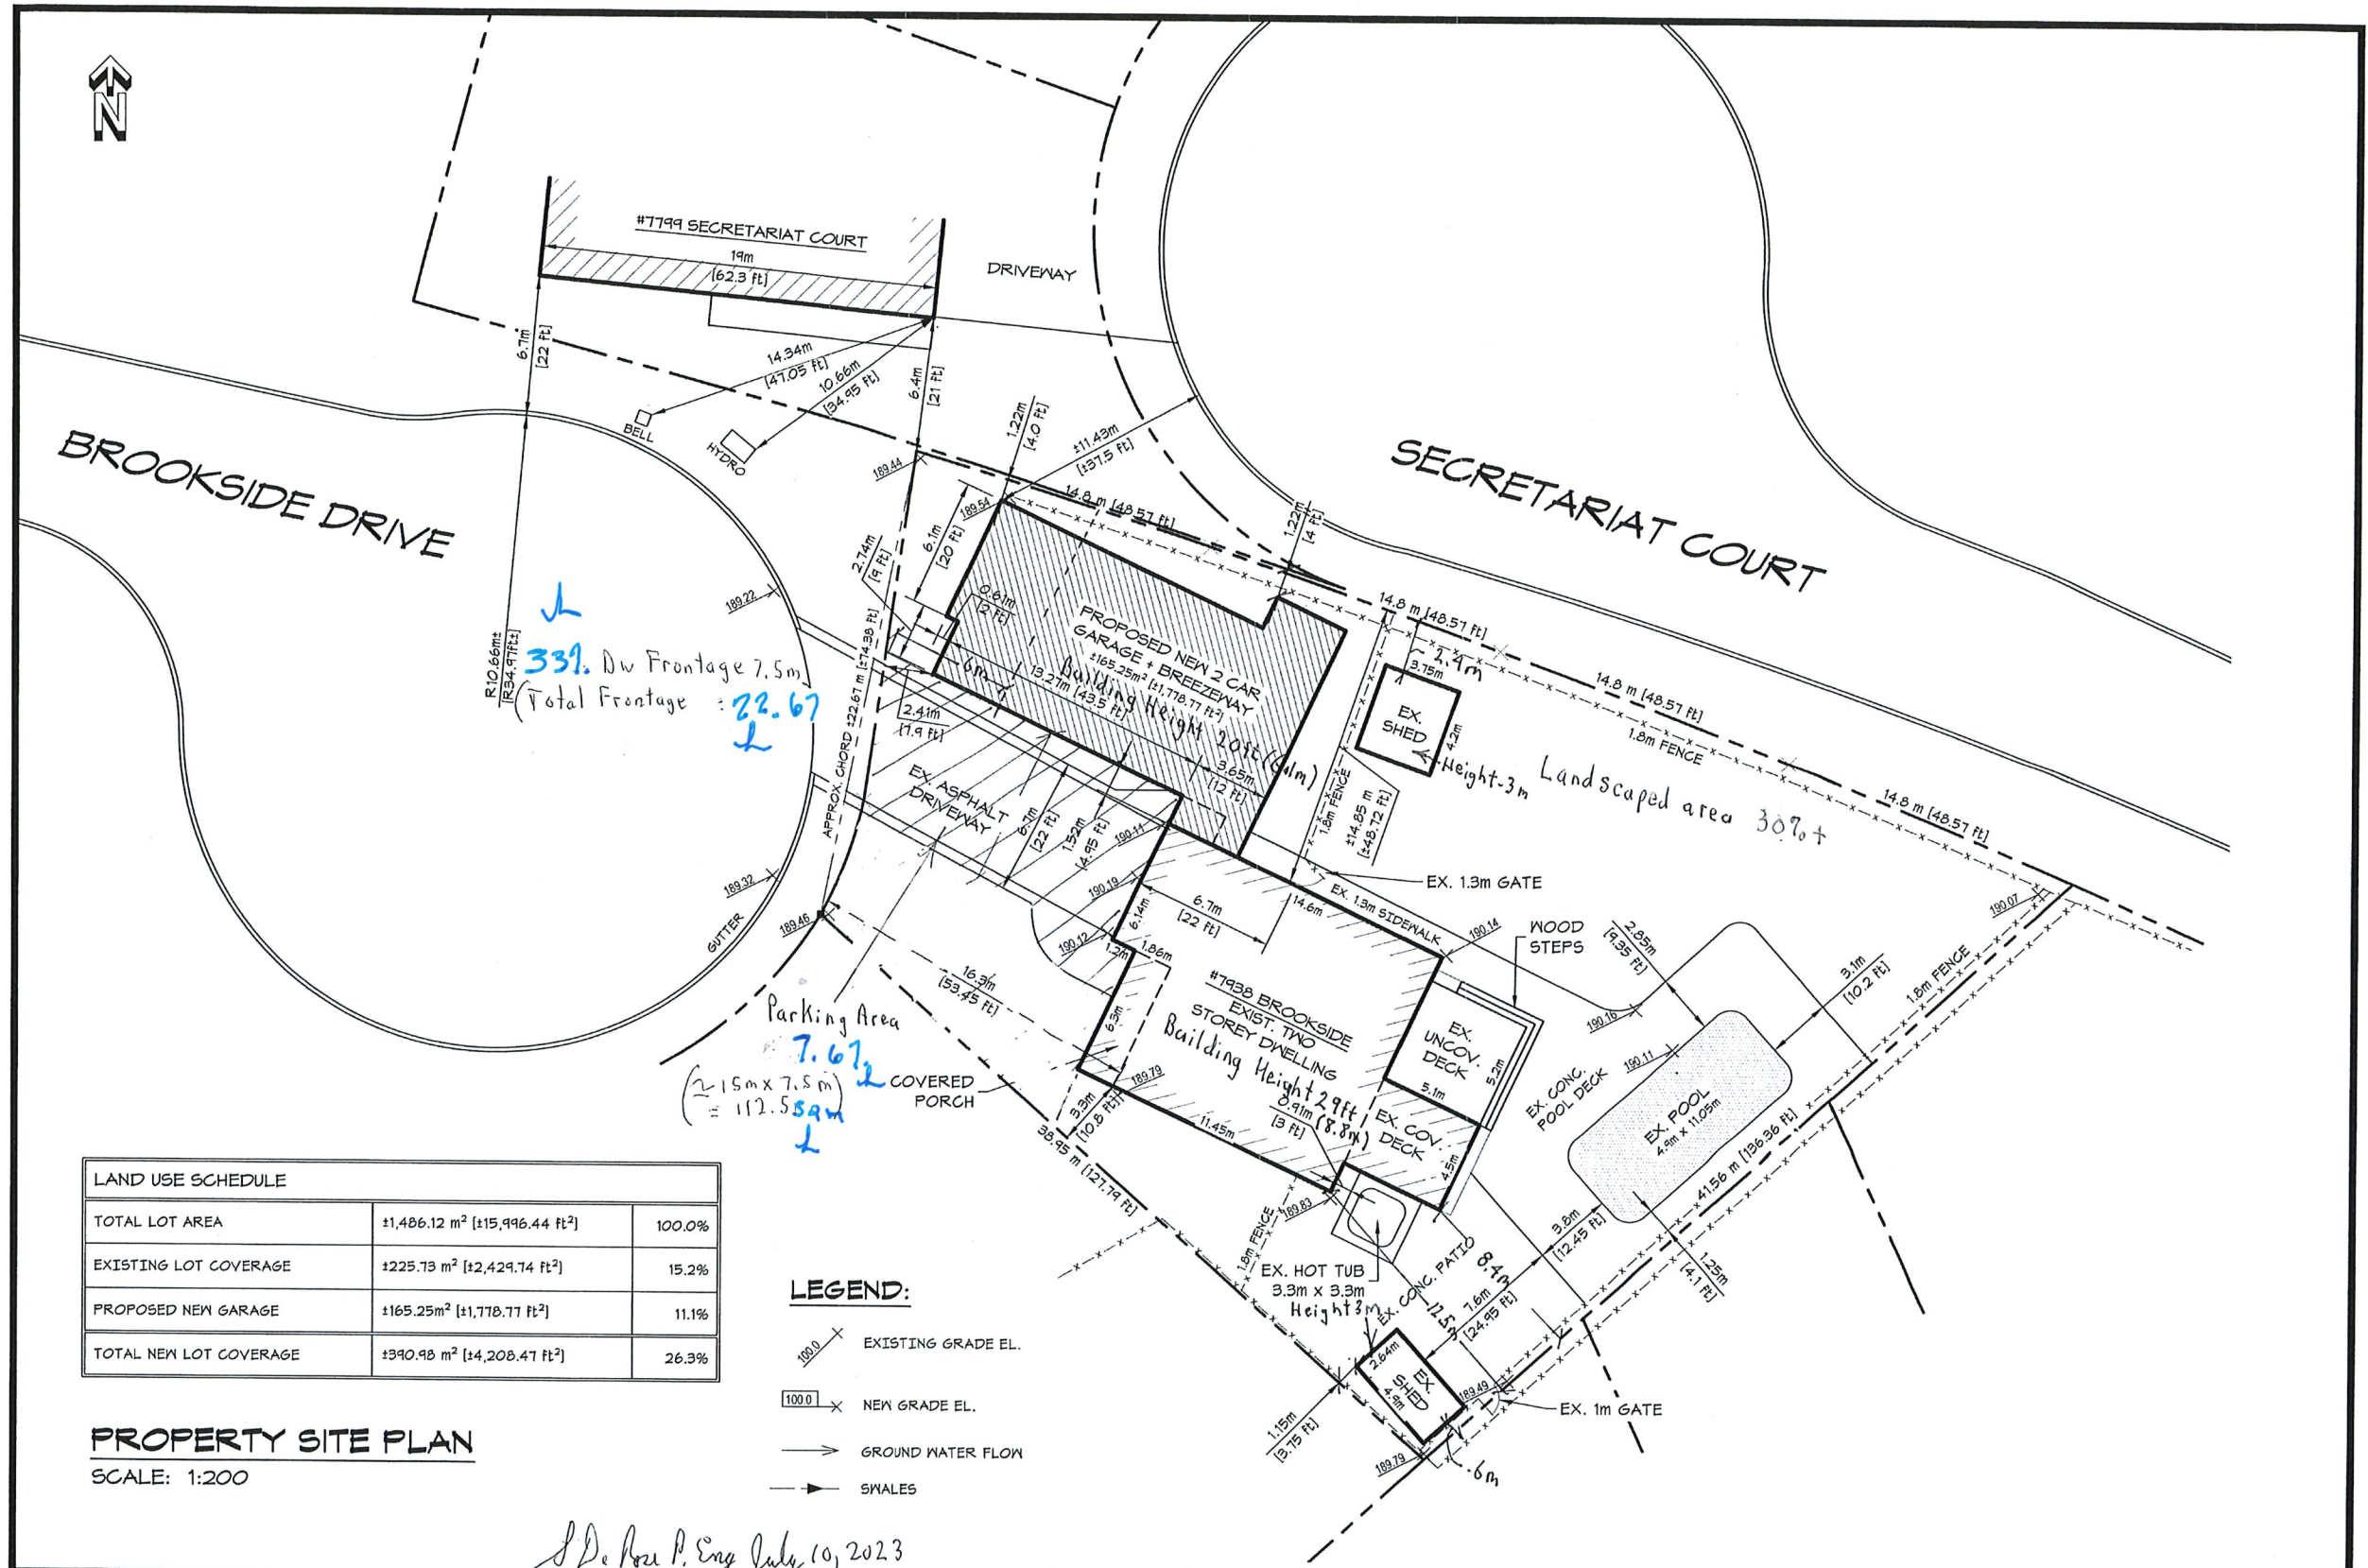 N
#7799 SECRETARIAT COURT
19m
[62.3 ft]
DRIVEWAY
6.7m
[22 ft]
14.34m
[47.05 ft]
10.66m
[34.95 ft]
6.4m
[21 ft]
BELL
HYDRO
1.22m
[4.0 ft]
±11.43m
[±37.5 ft]
BROOKSIDE DRIVE
SECRETARIAT COURT
189.44
189.54
14.8 m [48.57 ft]
1.22m
[4 ft]
6.1m
[20 ft]
2.74m
[9 ft]
0.61m
[2 ft]
189.22
R10.66m±
[R34.97ft±]
33%. Dw Frontage 7.5m
(Total Frontage : 22.67
APPROX. CHORD ±22.67 m [±74.38 ft]
PROPOSED NEW 2 CAR
GARAGE + BREEZEWAY
±165.25m² [±1,778.77 ft²]
Building Height 20ft (6.1m)
6m
13.27m [43.5 ft]
2.41m
[7.9 ft]
3.65m
[12 ft]
14.8 m [48.57 ft]
~2.4m
3.75m
EX.
SHED
4.2m
Height-3m
14.8 m [48.57 ft]
1.8m FENCE
Landscaped area 30%+
14.8 m [48.57 ft]
1.8m FENCE
±14.85 m
[±48.72 ft]
EX. ASPHALT
DRIVEWAY
6.7m
[22 ft]
1.52m
[4.95 ft]
190.11
190.19
190.12
189.32
189.46
GUTTER
EX. 1.3m GATE
EX. 1.3m SIDEWALK
14.6m
6.7m
[22 ft]
6.14m
1.2m
1.86m
6.3m
190.14
WOOD
STEPS
190.07
2.85m
[9.35 ft]
3.1m
[10.2 ft]
1.8m FENCE
16.3m
[53.45 ft]
Parking Area
7.6%
(~15m x 7.5m)
= 112.5 sqm
COVERED
PORCH
#7938 BROOKSIDE
EXIST. TWO
STOREY DWELLING
Building Height 29ft
(8.8m)
0.91m
[3 ft]
EX.
UNCOV.
DECK
5.2m
5.1m
EX. COV.
DECK
4.5m
190.16
190.11
EX. CONC.
POOL DECK
EX. POOL
4.9m x 11.05m
41.56 m [136.36 ft]
189.79
3.3m
[10.8 ft]
11.45m
38.95 m [127.79 ft]
189.83
1.8m FENCE
EX. HOT TUB
3.3m x 3.3m
Height 3m
EX. CONC. PATIO
8.4m
12.5m
7.6m
[24.95 ft]
3.8m
[12.45 ft]
1.25m
[4.1 ft]
2.64m
EX.
SHED
4.9m
189.49
EX. 1m GATE
1.15m
[3.75 ft]
189.79
.6m
LAND USE SCHEDULE
TOTAL LOT AREA ±1,486.12 m² [±15,996.44 ft²] 100.0%
EXISTING LOT COVERAGE ±225.73 m² [±2,429.74 ft²] 15.2%
PROPOSED NEW GARAGE ±165.25m² [±1,778.77 ft²] 11.1%
TOTAL NEW LOT COVERAGE ±390.98 m² [±4,208.47 ft²] 26.3%
PROPERTY SITE PLAN
SCALE: 1:200
LEGEND:
100.0 EXISTING GRADE EL.
100.0 NEW GRADE EL.
GROUND WATER FLOW
SWALES
P. Eng July 10, 2023